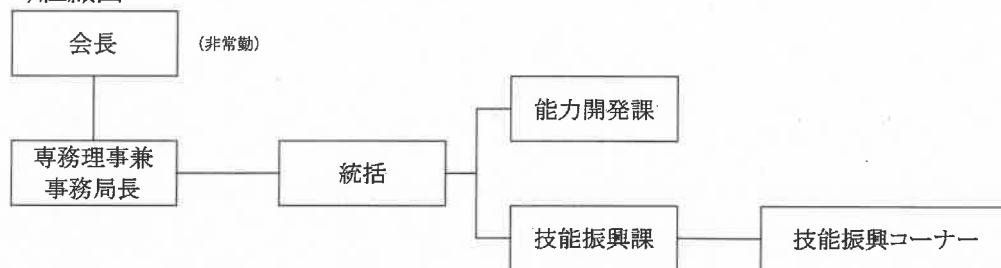 会長
(非常勤)
能力開発課
専務理事兼
事務局長
統括
技能振興課
技能振興コーナー